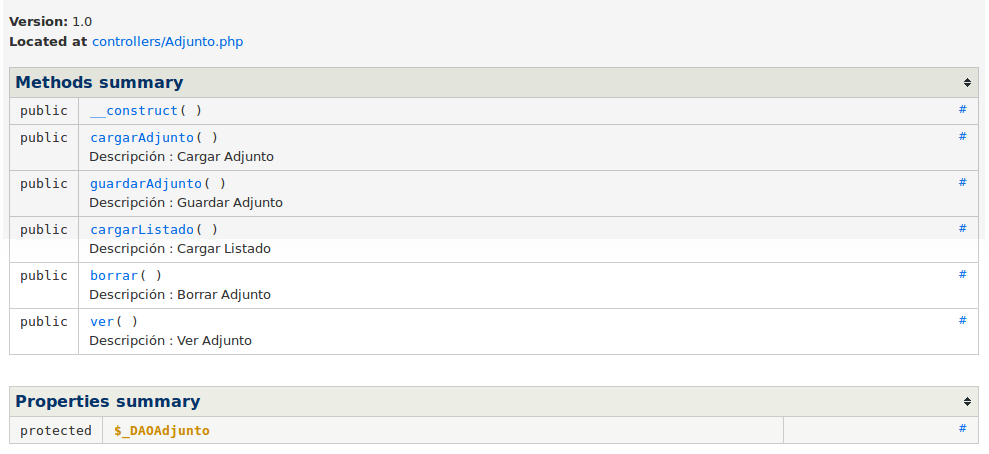 Version: 1.0
Located at controllers/Adjunto.php
Methods summary
public __construct( ) #
public cargarAdjunto( ) #
Descripción : Cargar Adjunto
public guardarAdjunto( ) #
Descripción : Guardar Adjunto
public cargarListado( ) #
Descripción : Cargar Listado
public borrar( ) #
Descripción : Borrar Adjunto
public ver( ) #
Descripción : Ver Adjunto
Properties summary
protected $_DAOAdjunto #